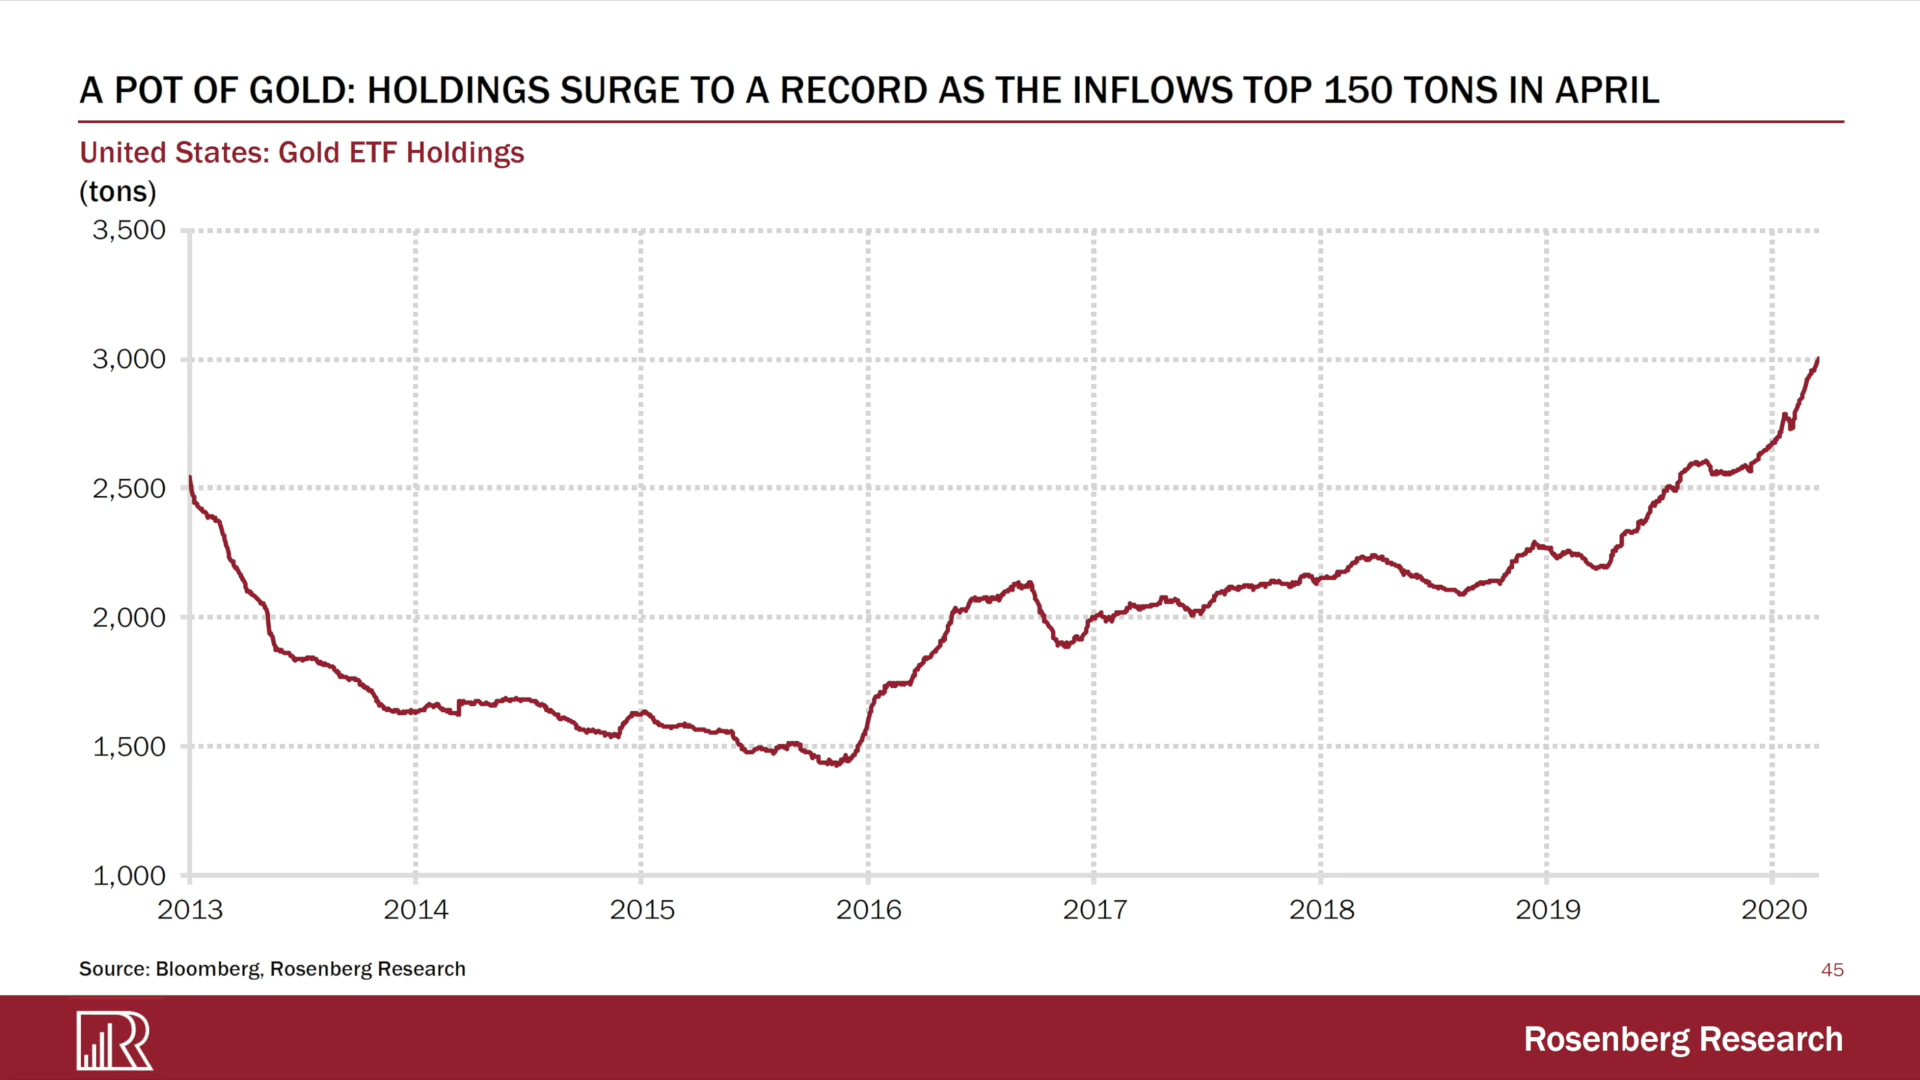 A POT OF GOLD: HOLDINGS SURGE TO A RECORD AS THE INFLOWS TOP 150 TONS IN APRIL
United States: Gold ETF Holdings
(tons)
3,500
3,000
2,500
2,000
1,500
1,000
2013 2014 2015 2016 2017 2018 2019 2020
Source: Bloomberg, Rosenberg Research
45
Rosenberg Research